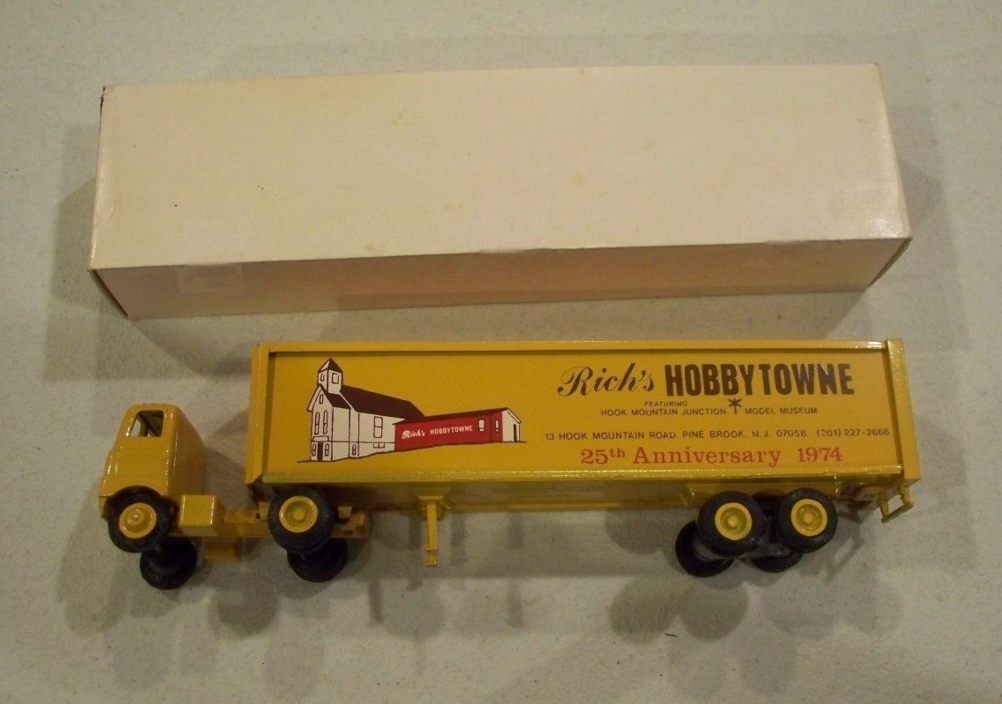 Rich's HOBBYTOWNE
FEATURING
HOOK MOUNTAIN JUNCTION * MODEL MUSEUM
13 HOOK MOUNTAIN ROAD, PINE BROOK, N.J. 07058 (201) 227-2666
25th Anniversary 1974
Rich's HOBBYTOWNE